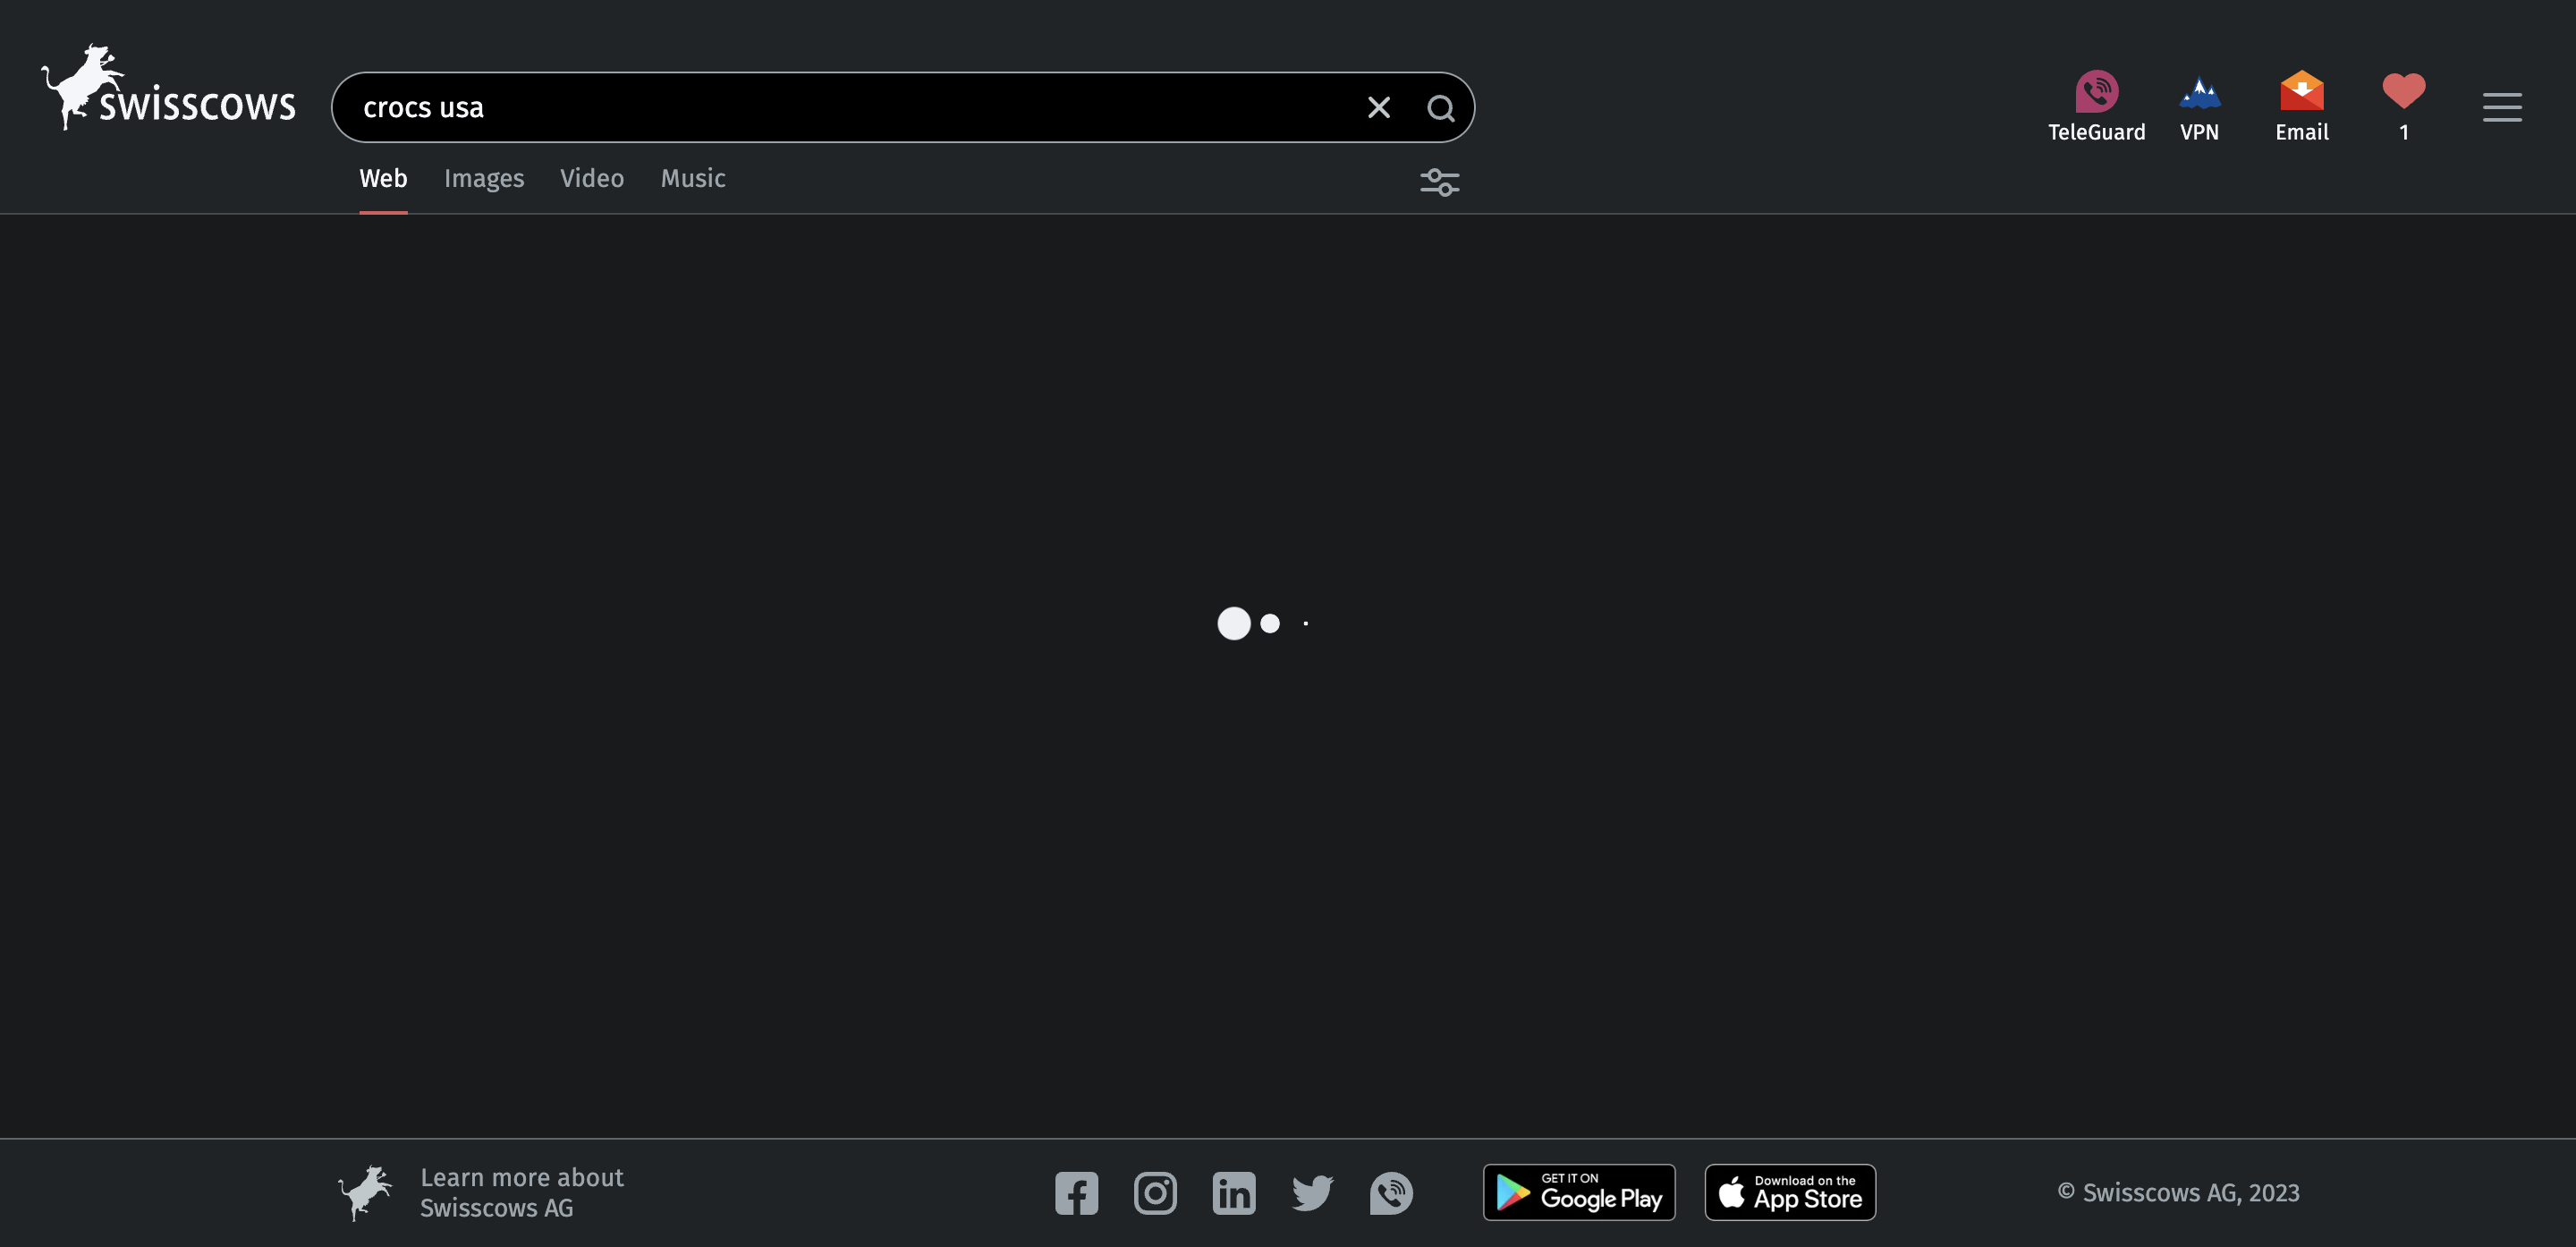 swisscows
crocs usa
TeleGuard
VPN
Email
1
Web
Images
Video
Music
Learn more about
Swisscows AG
GET IT ON
Google Play
Download on the
App Store
© Swisscows AG, 2023